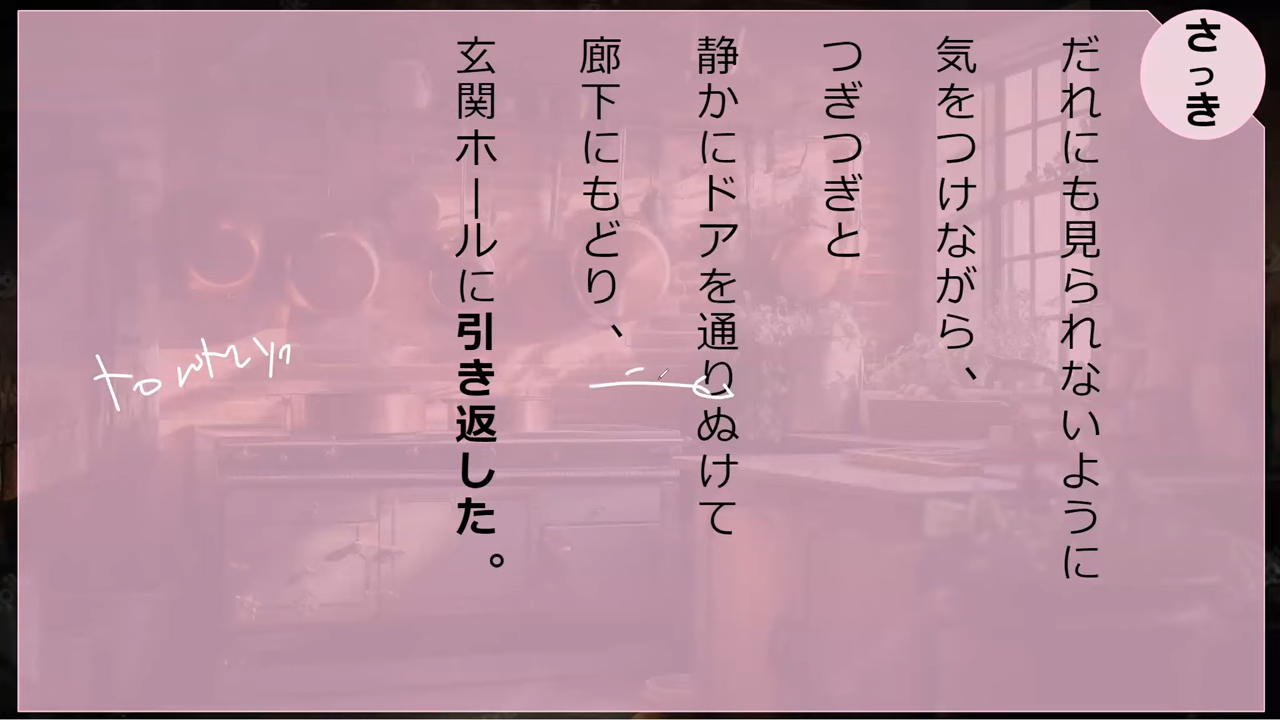 さっき
だれにも見られないように
気をつけながら、
つぎつぎと
静かにドアを通りぬけて
廊下にもどり、
玄関ホールに引き返した。